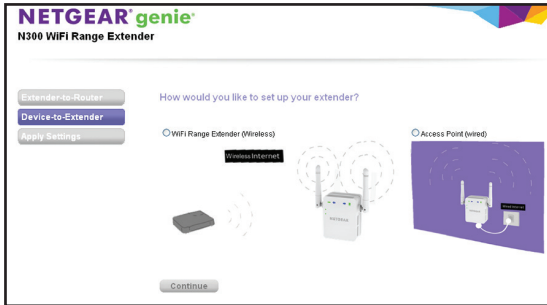 NETGEAR® genie®
N300 WiFi Range Extender
Extender-to-Router
Device-to-Extender
Apply Settings
How would you like to set up your extender?
WiFi Range Extender (Wireless)
Access Point (wired)
Wireless Internet
NETGEAR
Continue